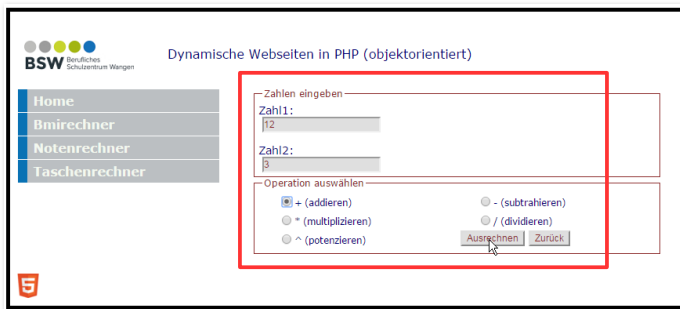 BSW Berufliches
Schulzentrum Wangen
Dynamische Webseiten in PHP (objektorientiert)
Home
Bmirechner
Notenrechner
Taschenrechner
Zahlen eingeben
Zahl1:
12
Zahl2:
3
Operation auswählen
+ (addieren)
- (subtrahieren)
* (multiplizieren)
/ (dividieren)
^ (potenzieren)
Ausrechnen
Zurück
5